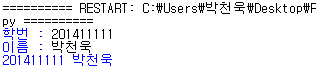 ========== RESTART: C:\Users\박천욱\Desktop\F
py ==========
학번 : 201411111
이름 : 박천욱
201411111 박천욱